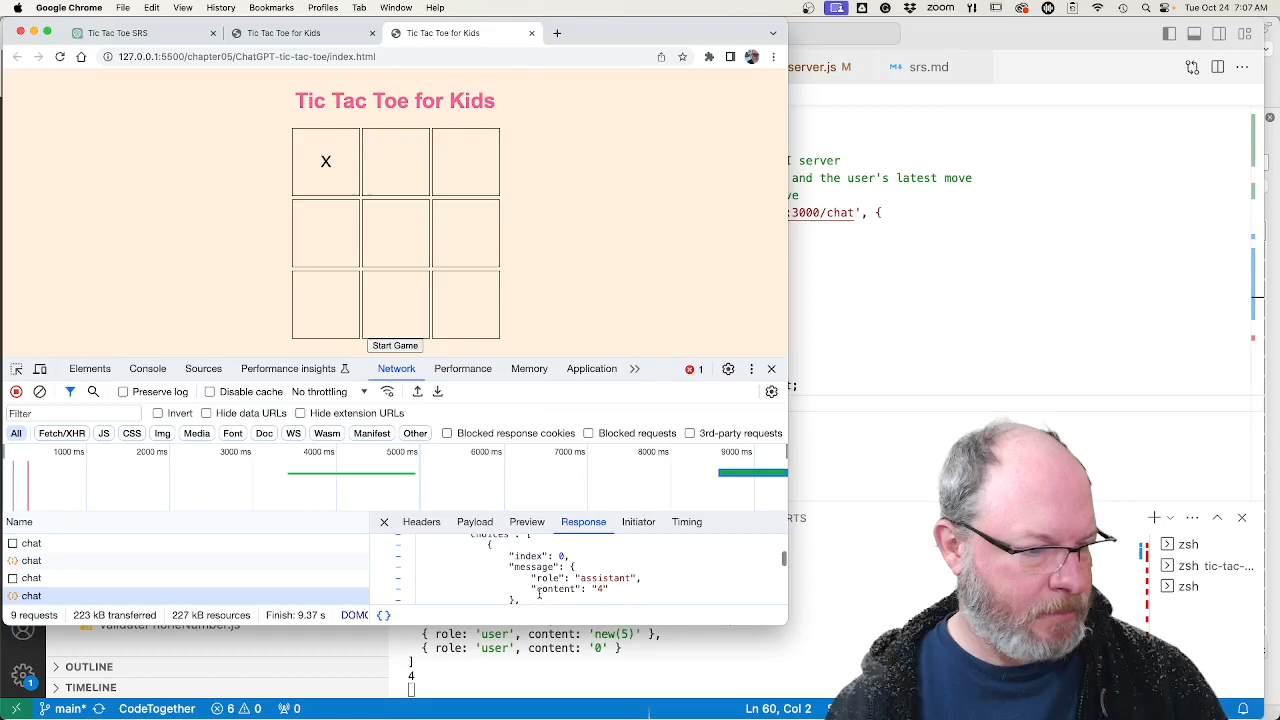 Google Chrome File Edit View History Bookmarks Profiles Tab Window Help zoom Tue Oct 24 7:07AM
Tic Tac Toe SRS Tic Tac Toe for Kids Tic Tac Toe for Kids
127.0.0.1:5500/chapter05/ChatGPT-tic-tac-toe/index.html
server.js M srs.md
Tic Tac Toe for Kids
X
Start Game
I server
and the user's latest move
ve
:3000/chat', {
t;
Elements Console Sources Performance insights Network Performance Memory Application 1
Preserve log Disable cache No throttling
Filter Invert Hide data URLs Hide extension URLs
All Fetch/XHR JS CSS Img Media Font Doc WS Wasm Manifest Other Blocked response cookies Blocked requests 3rd-party requests
1000 ms 2000 ms 3000 ms 4000 ms 5000 ms 6000 ms 7000 ms 8000 ms 9000 ms
Name Headers Payload Preview Response Initiator Timing
chat
chat
chat
chat
"choices": [
{
"index": 0,
"message": {
"role": "assistant",
"content": "4"
},
9 requests 223 kB transferred 227 kB resources Finish: 9.37 s DOMC
RTS
zsh
zsh tic-tac-...
zsh
{ role: 'user', content: 'new(5)' },
{ role: 'user', content: '0' }
]
4
OUTLINE
TIMELINE
1
main* CodeTogether 6 0 0 Ln 60, Col 2